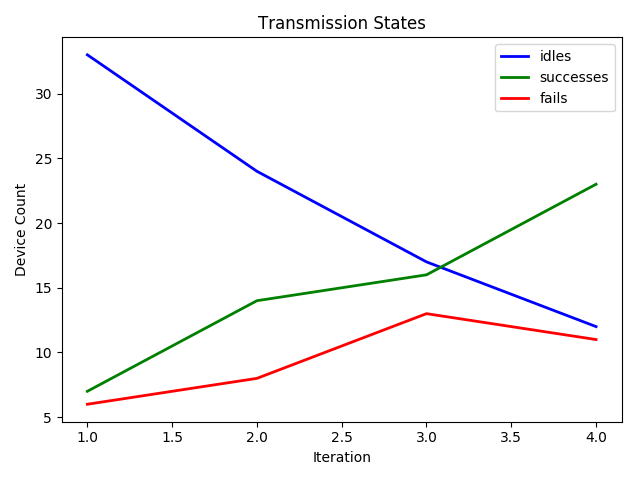 Transmission States
idles
successes
fails
Device Count
30
25
20
15
10
5
1.0 1.5 2.0 2.5 3.0 3.5 4.0
Iteration